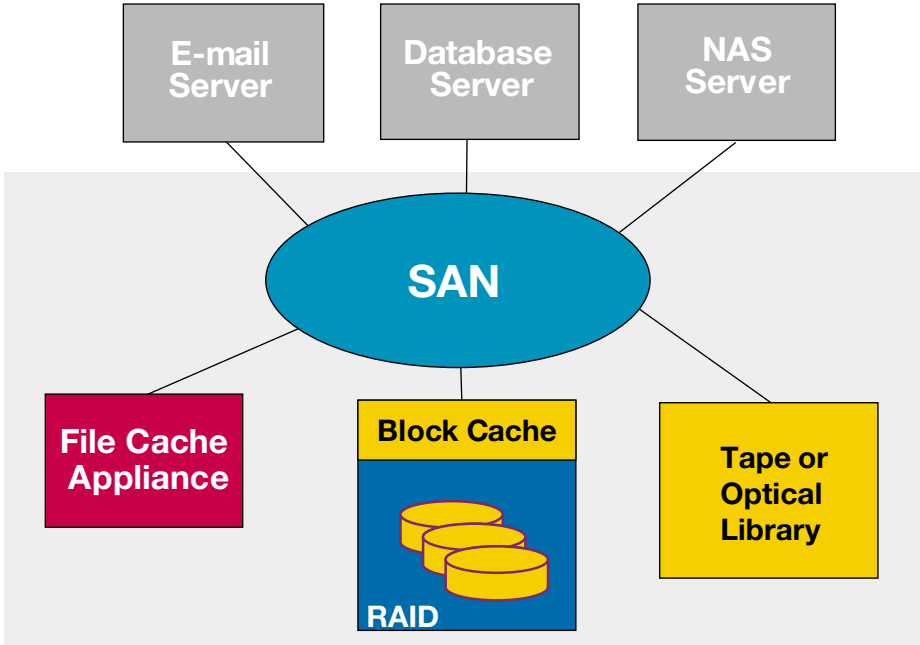 E-mail
Server
Database
Server
NAS
Server
SAN
File Cache
Appliance
Block Cache
RAID
Tape or
Optical
Library